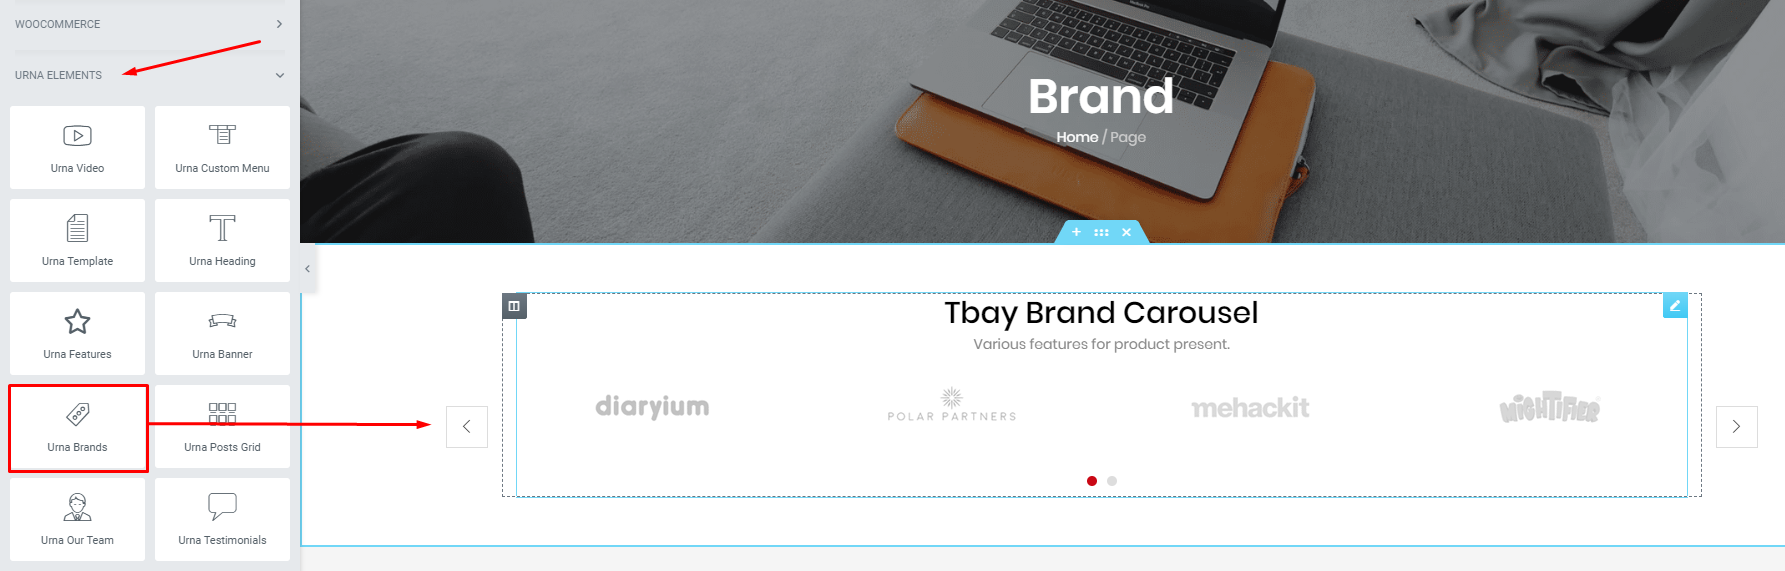 WOOCOMMERCE
URNA ELEMENTS
Urna Video
Urna Custom Menu
Urna Template
Urna Heading
Urna Features
Urna Banner
Urna Brands
Urna Posts Grid
Urna Our Team
Urna Testimonials
Brand
Home / Page
Tbay Brand Carousel
Various features for product present.
diaryium
POLAR PARTNERS
mehackit
NIGHTIFIER